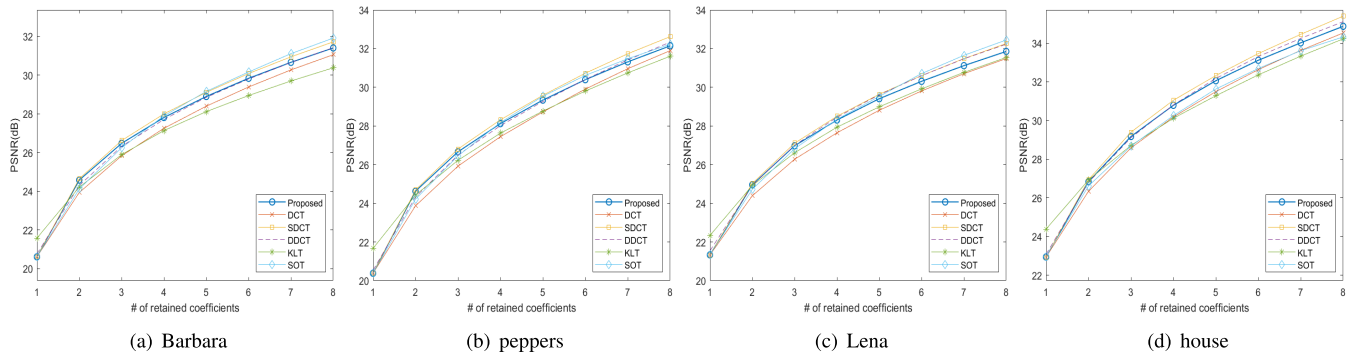 PSNR(dB)
32
30
28
26
24
22
20
1 2 3 4 5 6 7 8
# of retained coefficients
Proposed
DCT
SDCT
DDCT
KLT
SOT
(a) Barbara
PSNR(dB)
34
32
30
28
26
24
22
20
1 2 3 4 5 6 7 8
# of retained coefficients
Proposed
DCT
SDCT
DDCT
KLT
SOT
(b) peppers
PSNR(dB)
34
32
30
28
26
24
22
20
1 2 3 4 5 6 7 8
# of retained coefficients
Proposed
DCT
SDCT
DDCT
KLT
SOT
(c) Lena
PSNR(dB)
34
32
30
28
26
24
22
1 2 3 4 5 6 7 8
# of retained coefficients
Proposed
DCT
SDCT
DDCT
KLT
SOT
(d) house